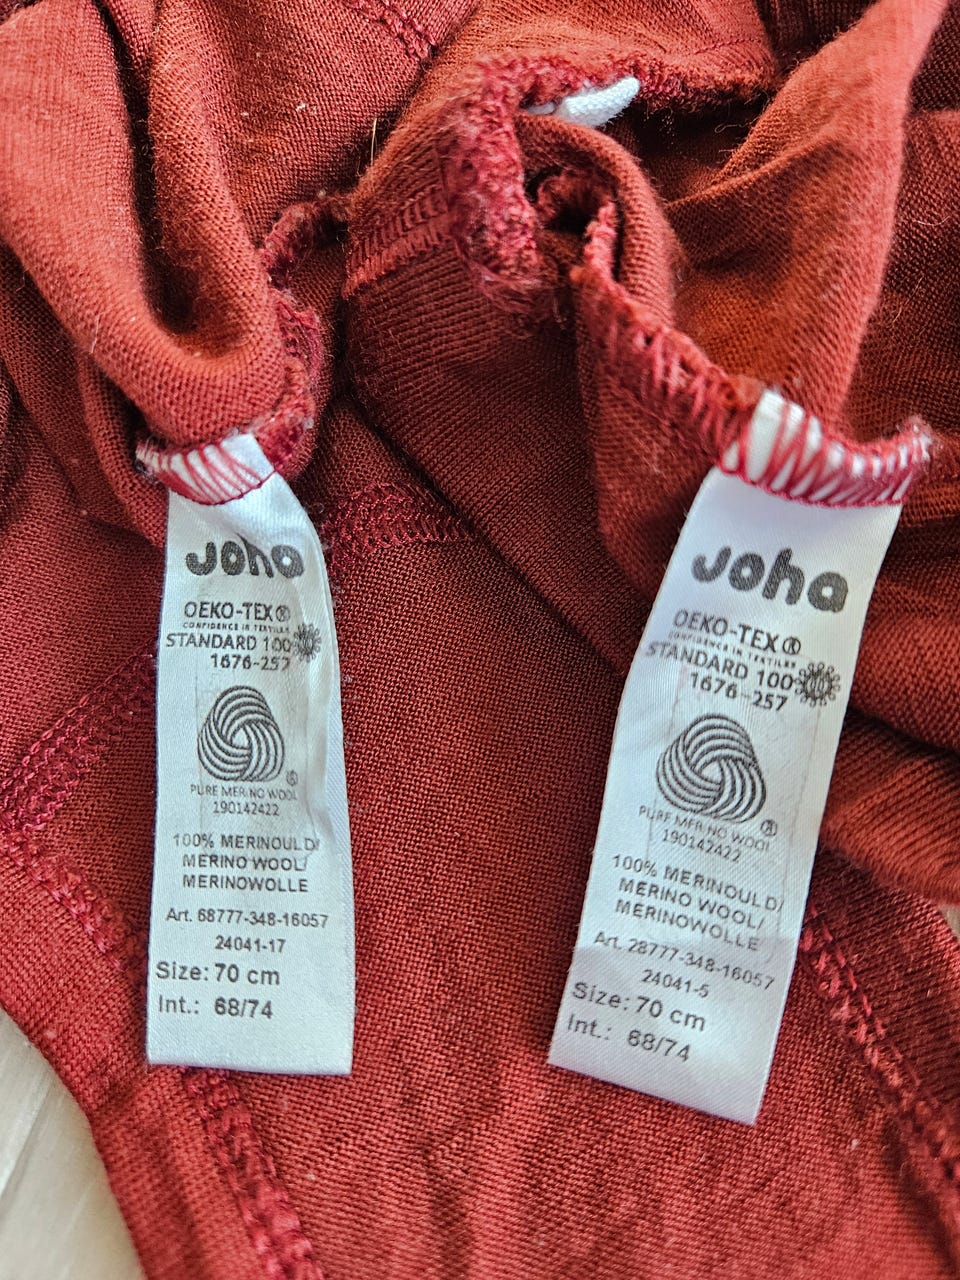 Joha
OEKO-TEX®
CONFIDENCE IN TEXTILES
STANDARD 100
1676-257
®
PURE MERINO WOOL
190142422
100% MERINOULD/
MERINO WOOL/
MERINOWOLLE
Art. 68777-348-16057
24041-17
Size: 70 cm
Int.: 68/74
Joha
OEKO-TEX®
CONFIDENCE IN TEXTILES
STANDARD 100
1676-257
®
PURE MERINO WOOL
190142422
100% MERINOULD/
MERINO WOOL/
MERINOWOLLE
Art. 28777-348-16057
24041-5
Size: 70 cm
Int.: 68/74